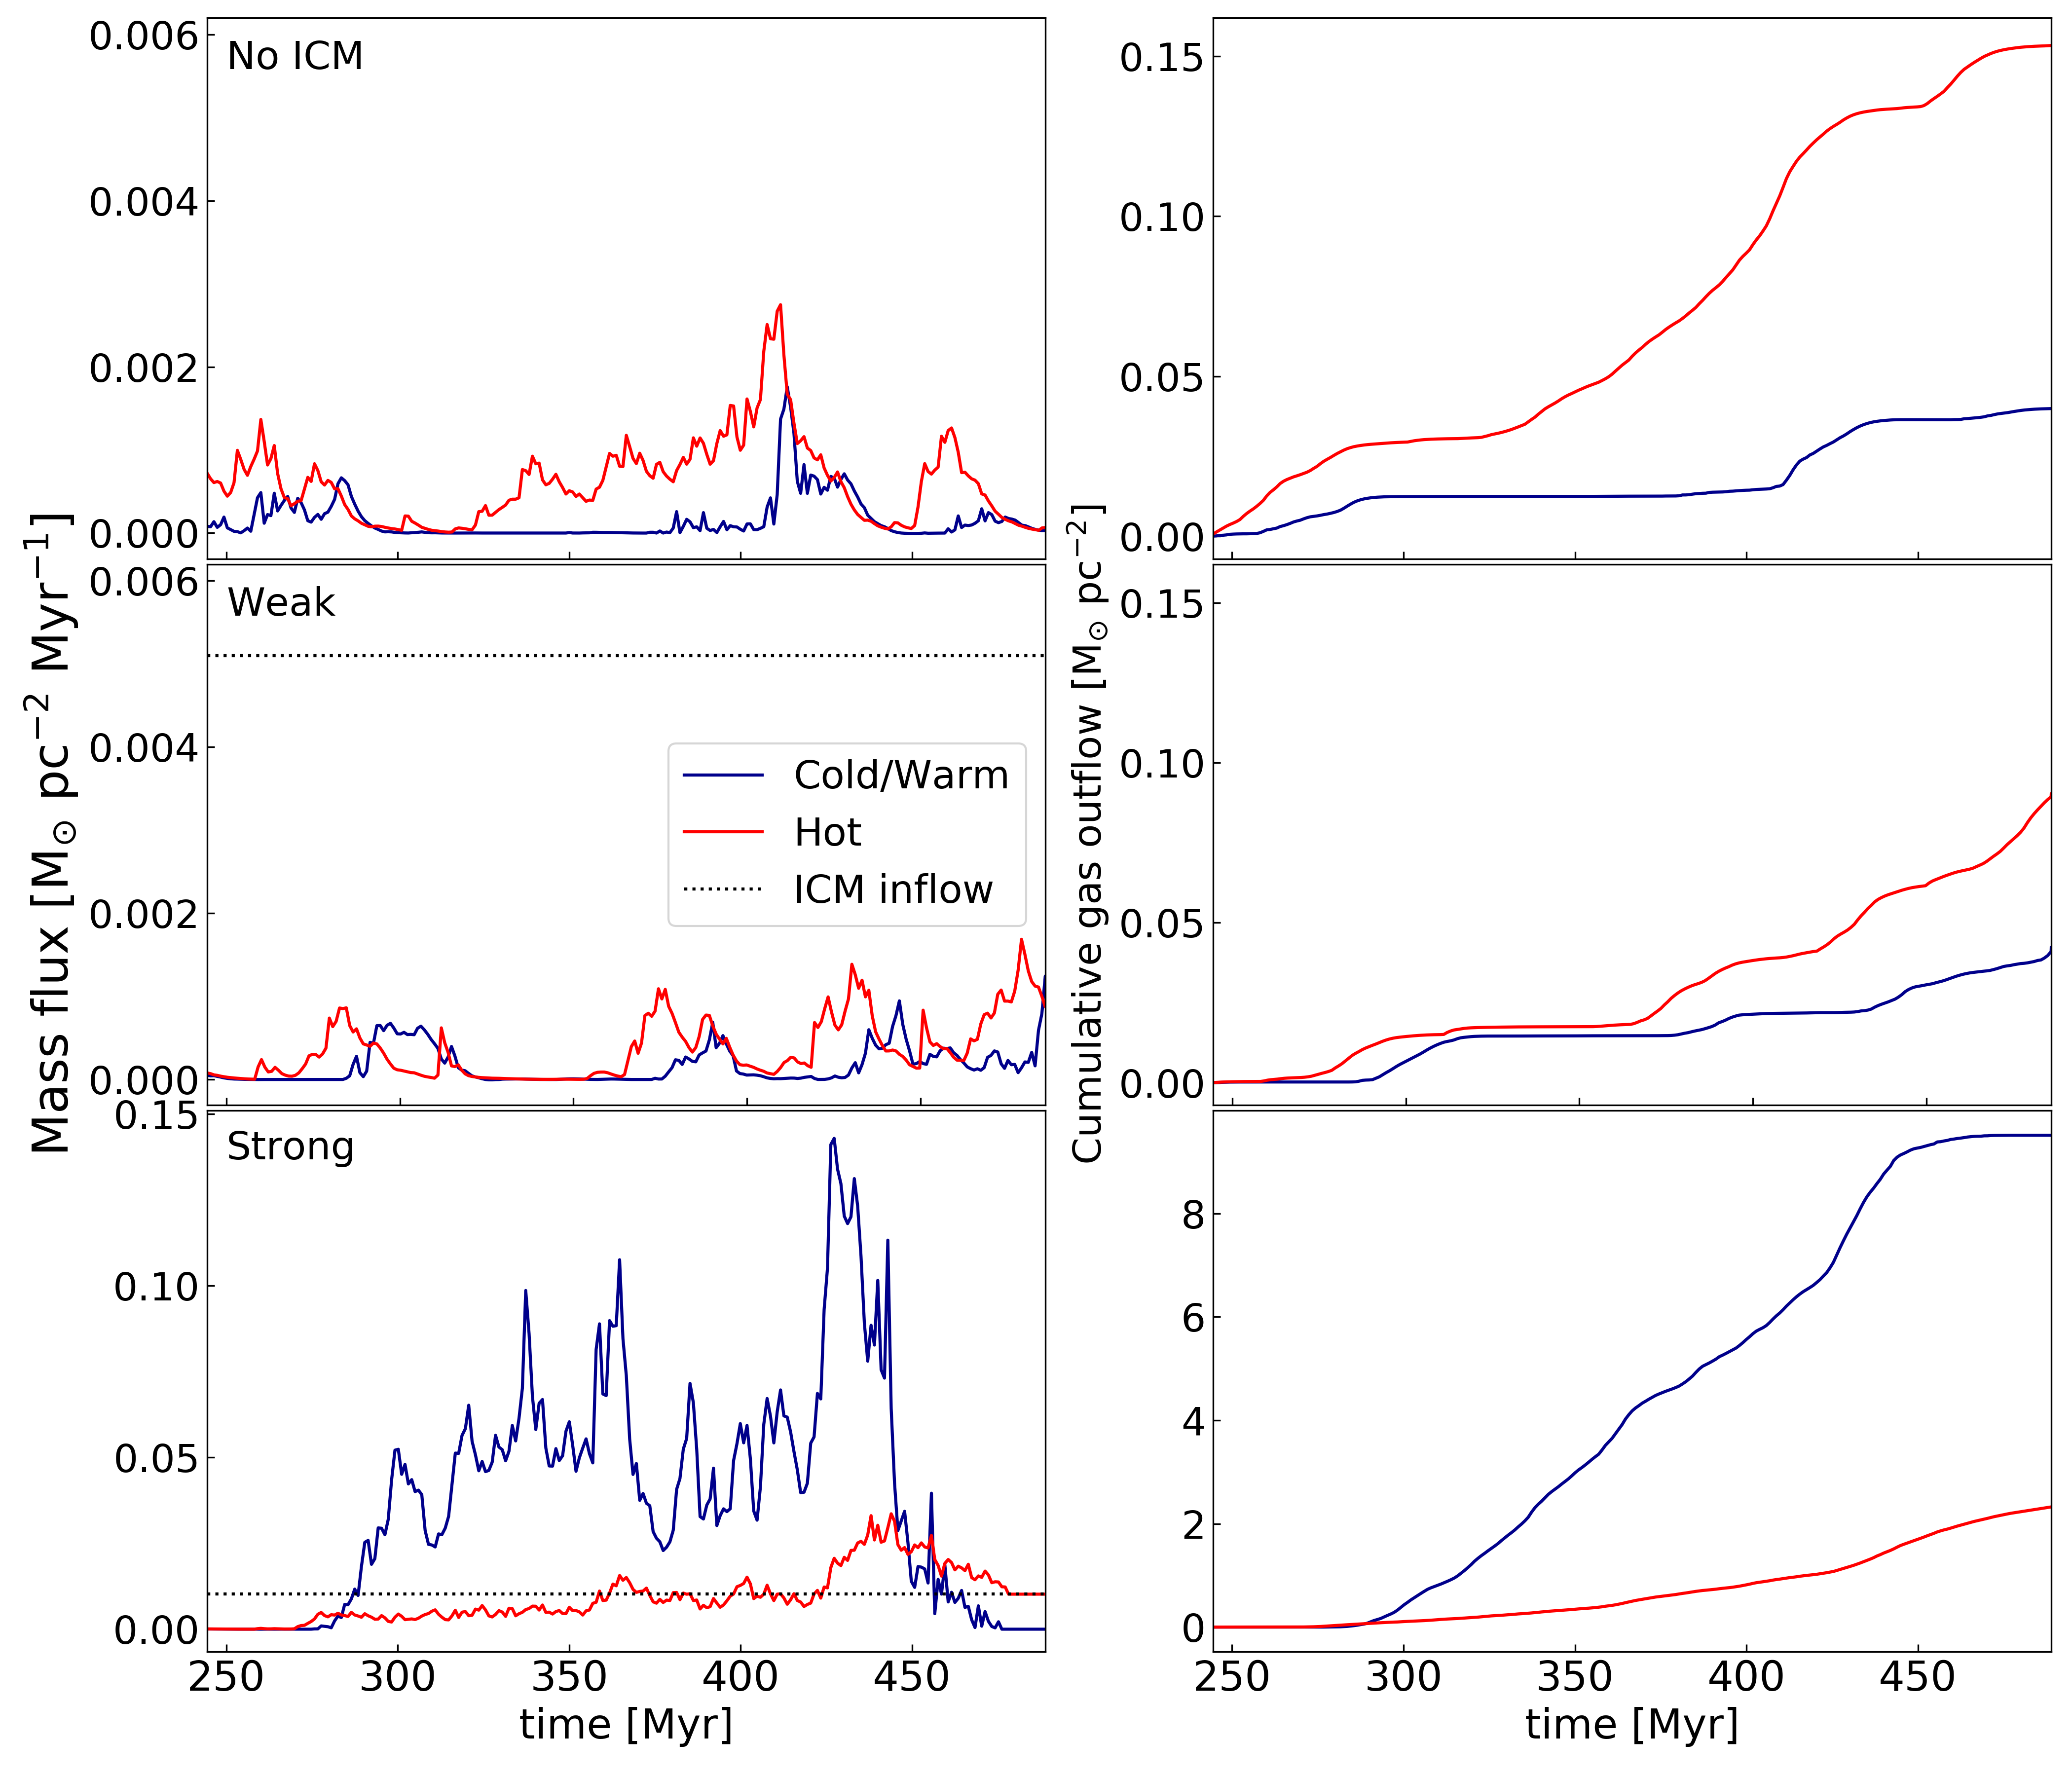 No ICM
0.006
0.004
0.002
0.000
0.15
0.10
0.05
0.00
Weak
0.006
0.004
0.002
0.000
Cold/Warm
Hot
ICM inflow
0.15
0.10
0.05
0.00
Strong
0.15
0.10
0.05
0.00
8
6
4
2
0
250 300 350 400 450
250 300 350 400 450
time [Myr]
time [Myr]
Mass flux [M⊙ pc⁻² Myr⁻¹]
Cumulative gas outflow [M⊙ pc⁻²]